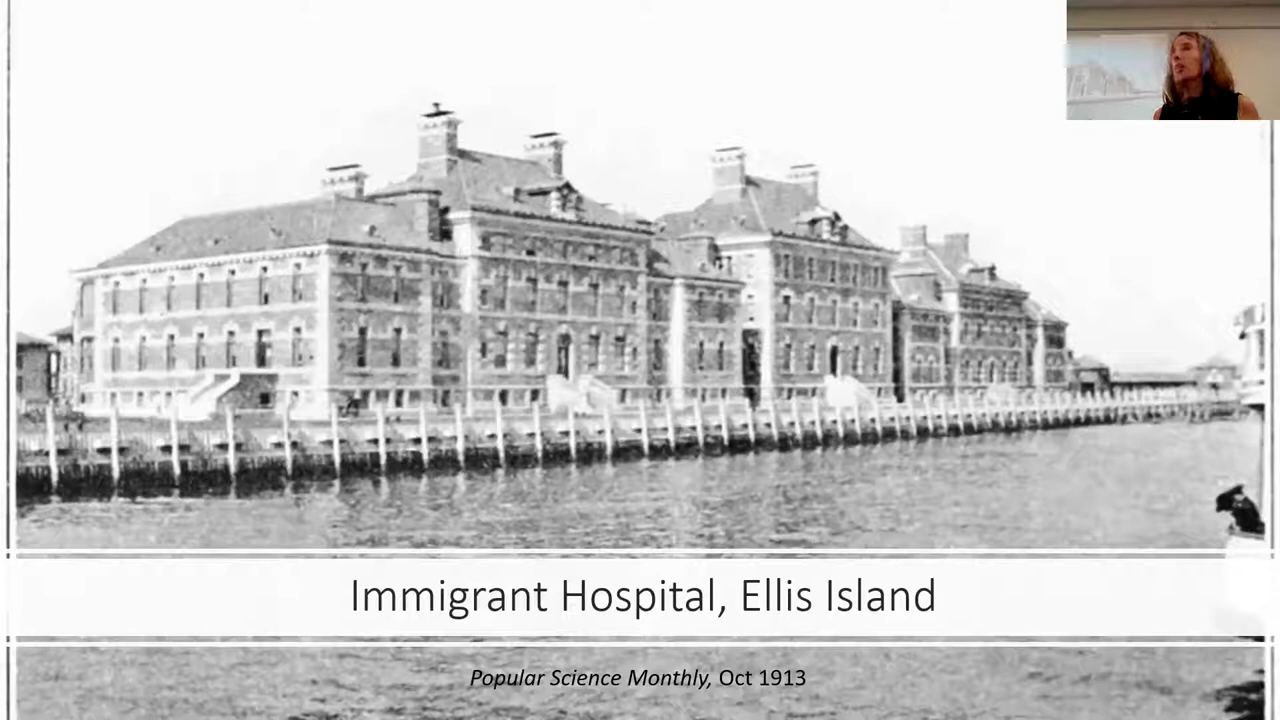 Immigrant Hospital, Ellis Island
Popular Science Monthly, Oct 1913